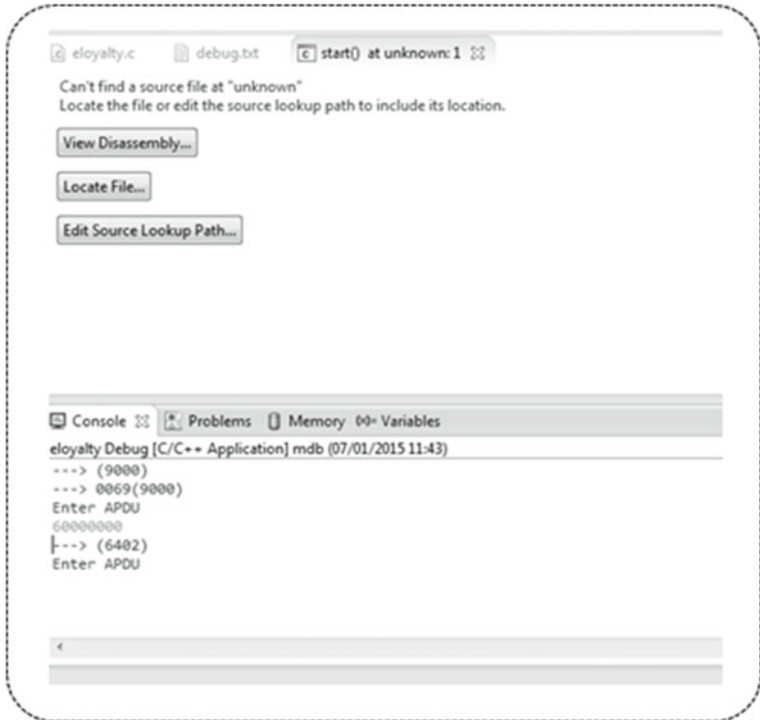 eloyalty.c debug.txt start() at unknown: 1
Can't find a source file at "unknown"
Locate the file or edit the source lookup path to include its location.
View Disassembly...
Locate File...
Edit Source Lookup Path...
Console Problems Memory Variables
eloyalty Debug [C/C++ Application] mdb (07/01/2015 11:43)
---> (9000)
---> 0069(9000)
Enter APDU
60000000
---> (6402)
Enter APDU